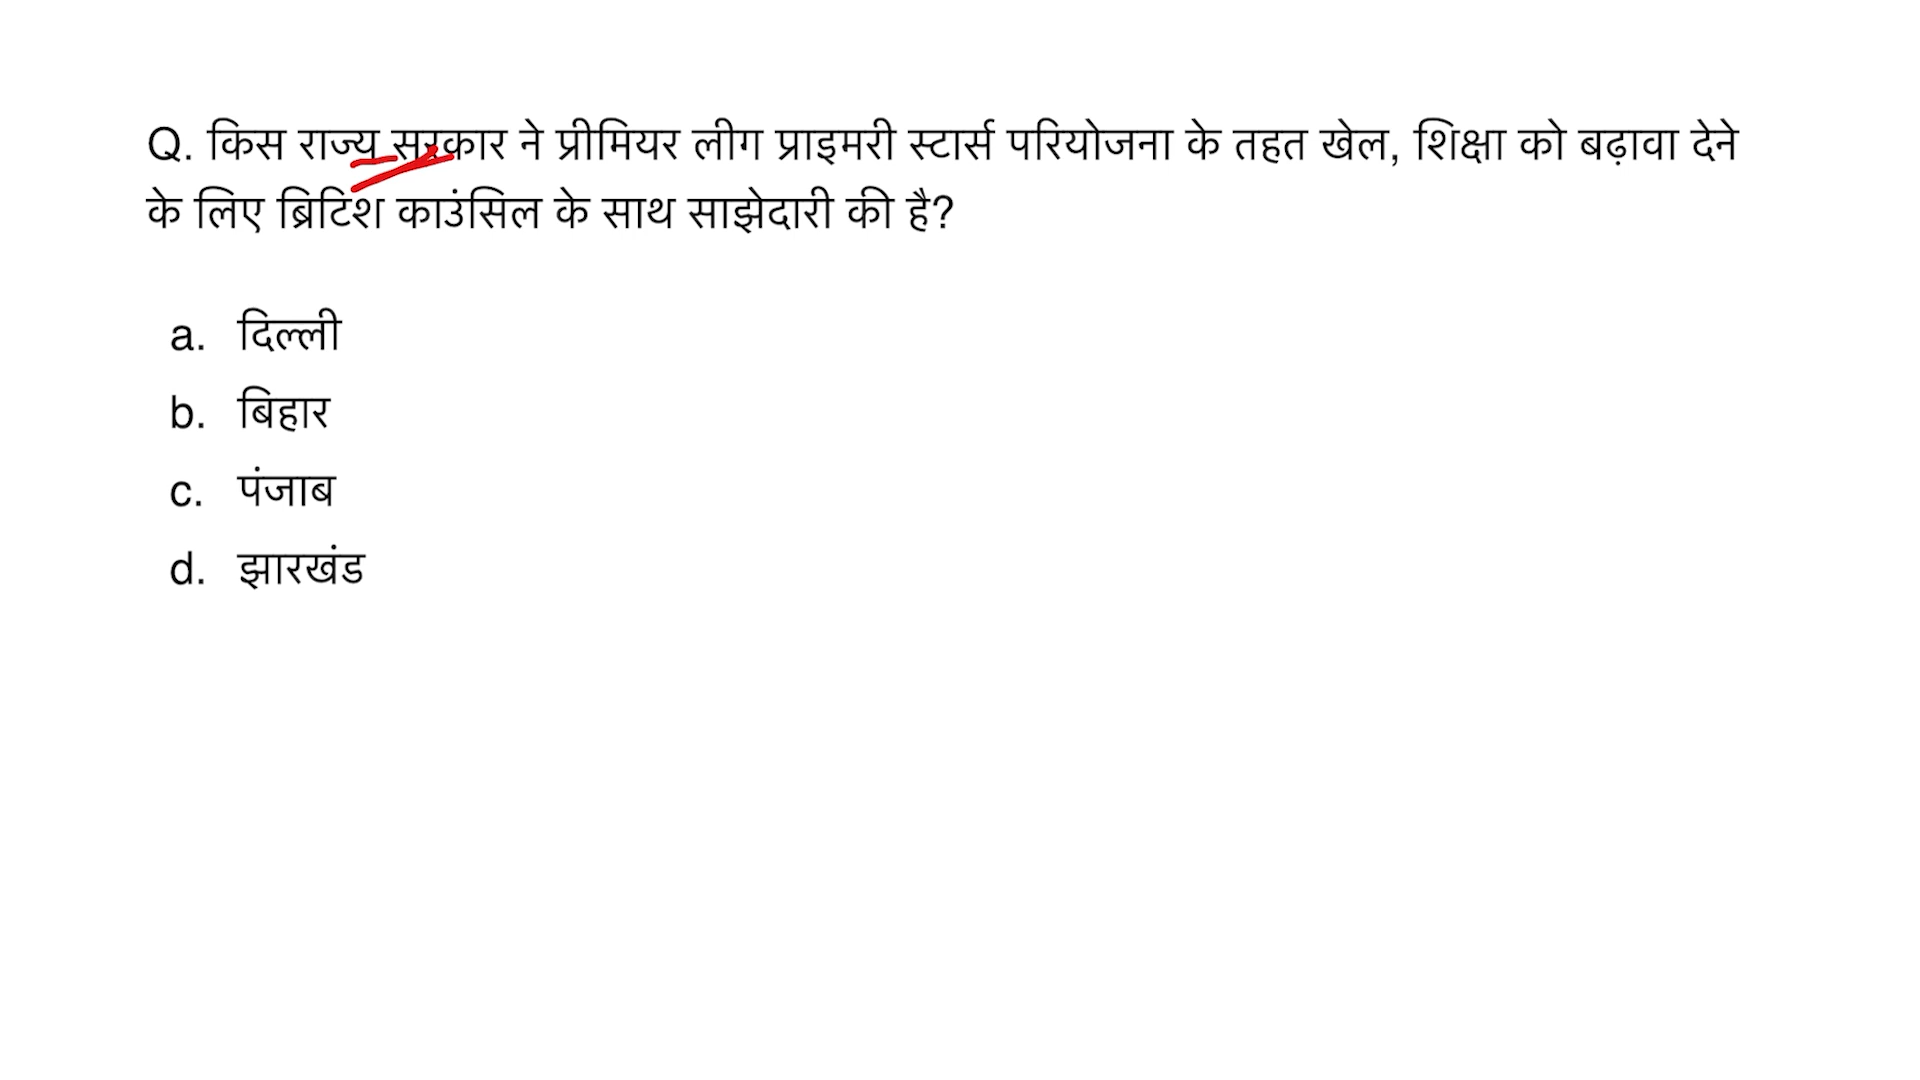 Q. किस राज्य सरकार ने प्रीमियर लीग प्राइमरी स्टार्स परियोजना के तहत खेल, शिक्षा को बढ़ावा देने
के लिए ब्रिटिश काउंसिल के साथ साझेदारी की है?
a. दिल्ली
b. बिहार
c. पंजाब
d. झारखंड